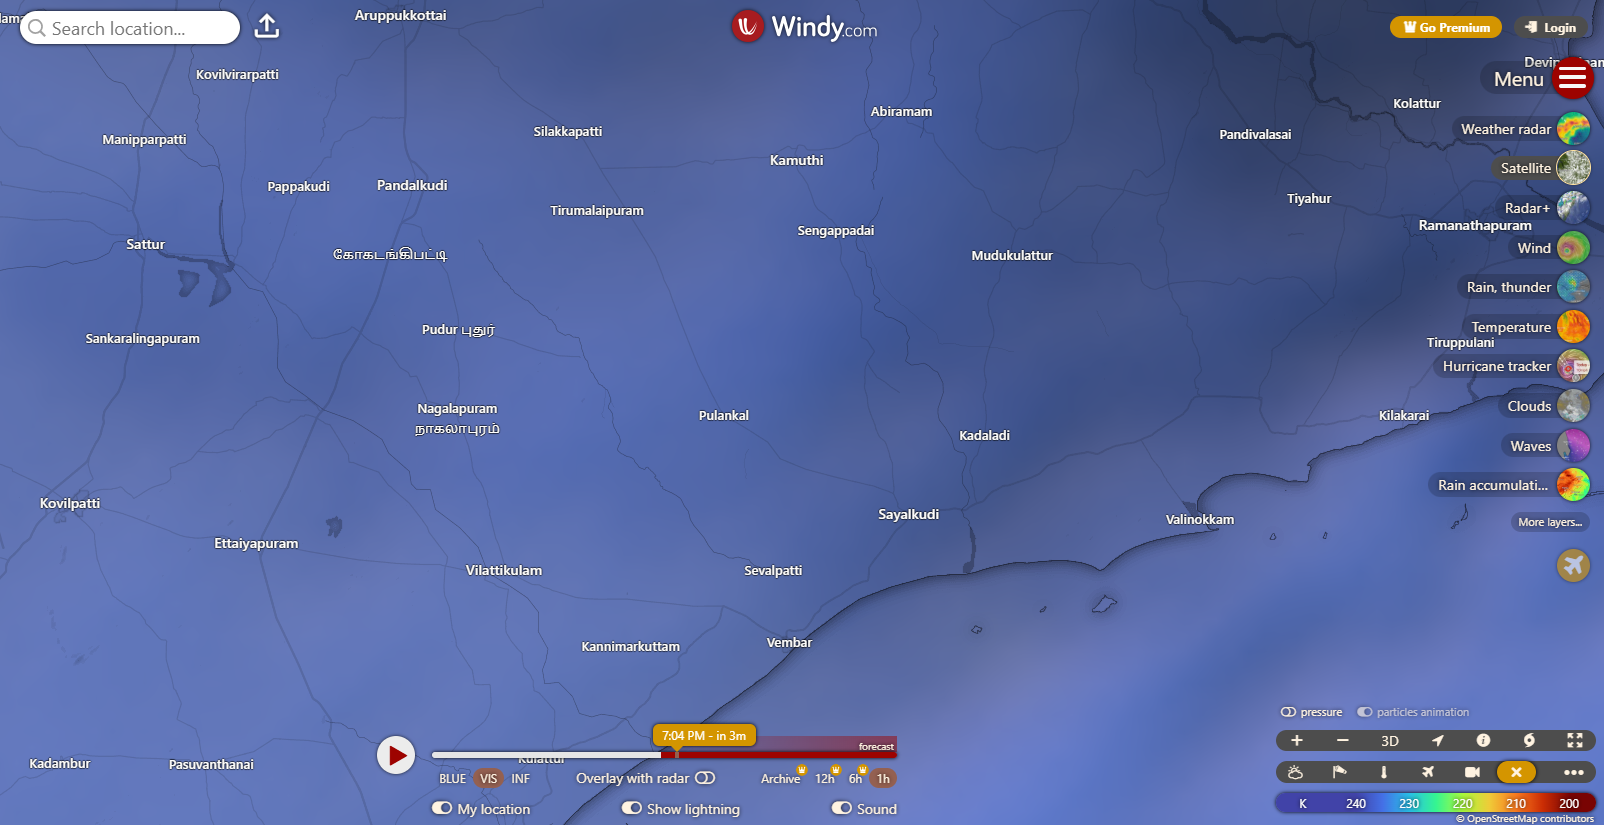 Aruppukkottai
Search location...
Windy.com
Go Premium
Login
Kovilvirarpatti
Menu
Kolattur
Abiramam
Silakkapatti
Pandivalasai
Weather radar
Manipparpatti
Kamuthi
Satellite
Pappakudi
Pandalkudi
Tiyahur
Radar+
Tirumalaipuram
Ramanathapuram
Sengappadai
Sattur
Wind
கோகடங்கிபட்டி
Mudukulattur
Rain, thunder
Temperature
Pudur புதுர்
Sankaralingapuram
Tiruppulani
Hurricane tracker
Clouds
Nagalapuram
நாகலாபுரம்
Pulankal
Kilakarai
Kadaladi
Waves
Rain accumulati...
Kovilpatti
Sayalkudi
Valinokkam
More layers...
Ettaiyapuram
Vilattikulam
Sevalpatti
Kannimarkuttam
Vembar
pressure
particles animation
7:04 PM - in 3m
forecast
3D
Kadambur
Pasuvanthanai
Kulattur
BLUE VIS INF
Overlay with radar
Archive 12h 6h 1h
My location
Show lightning
Sound
K 240 230 220 210 200
© OpenStreetMap contributors